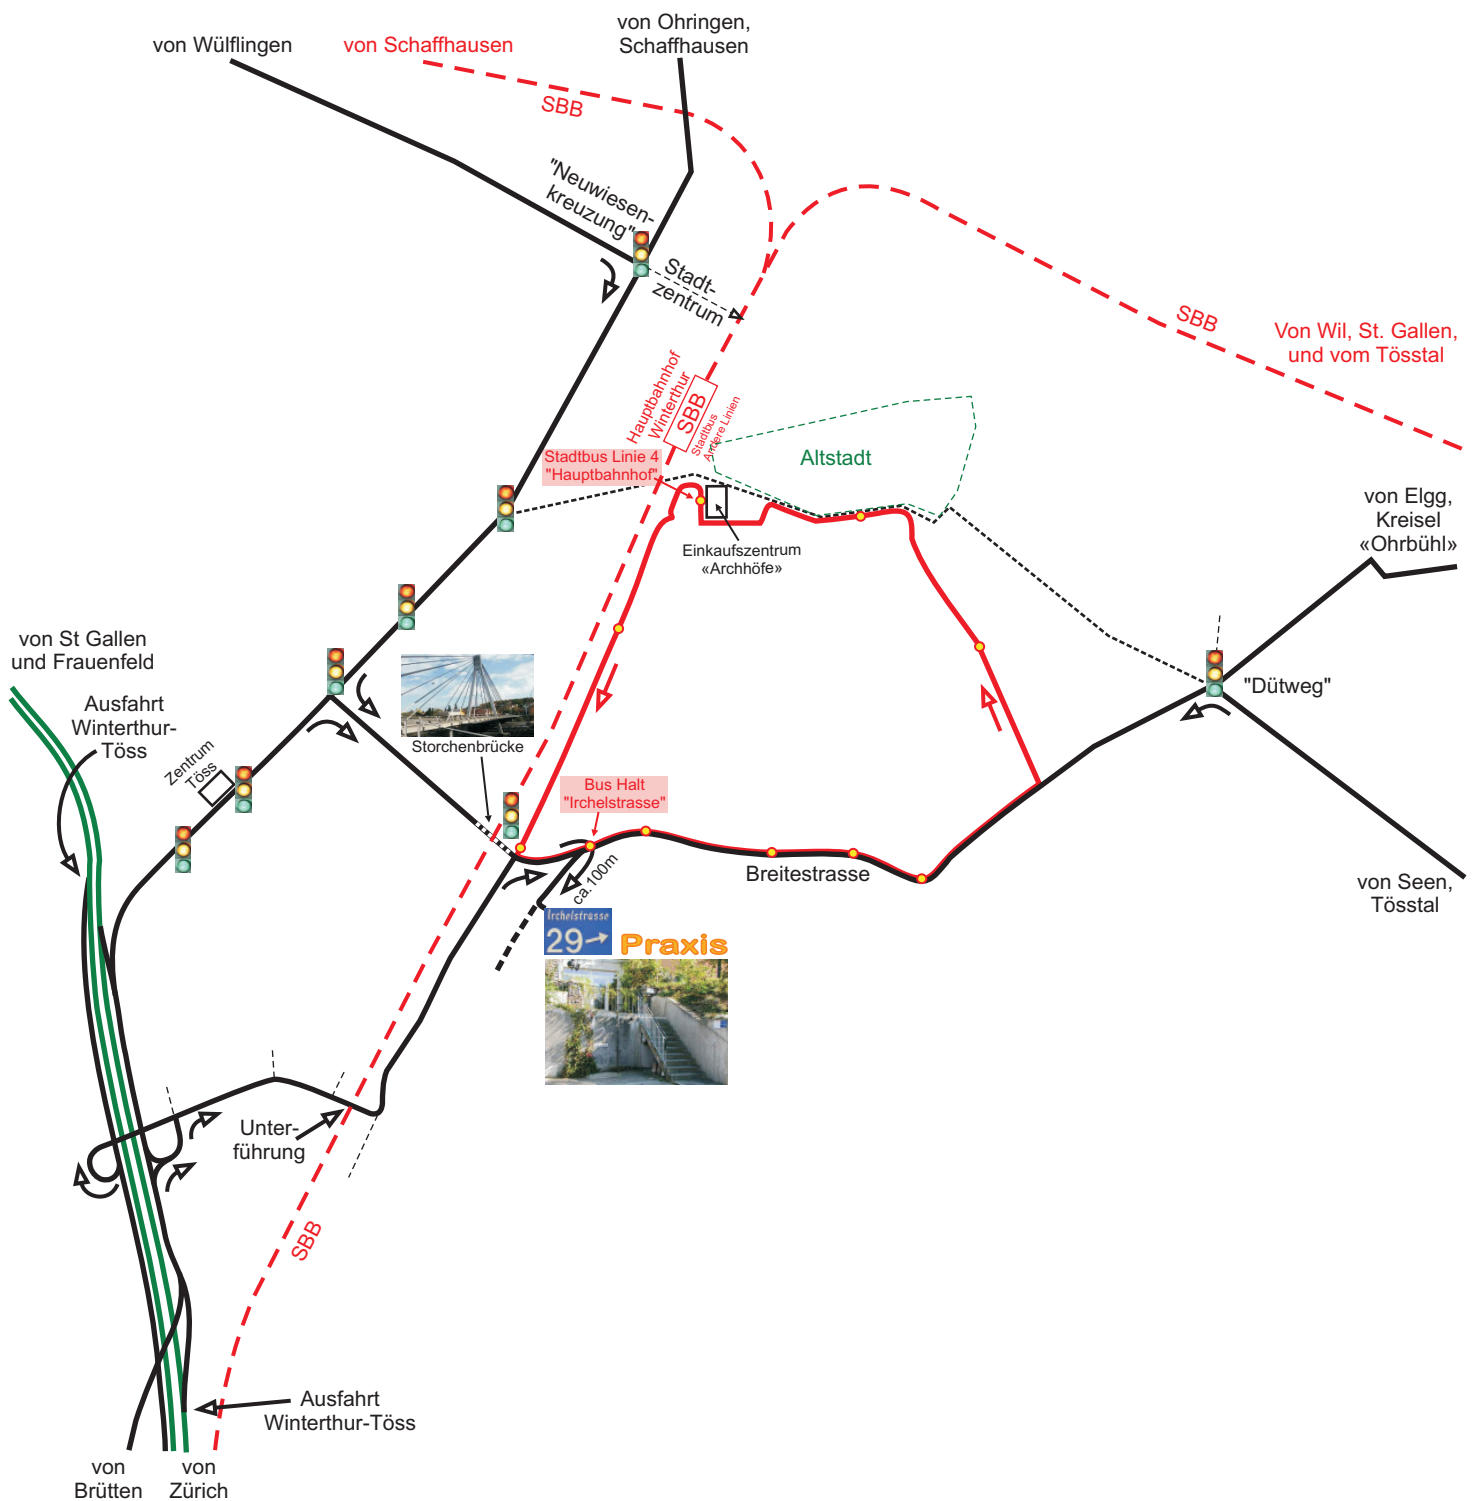 von Wülflingen
von Schaffhausen
von Ohringen,
Schaffhausen
SBB
"Neuwiesen-
kreuzung"
Stadt-
zentrum
SBB
Von Wil, St. Gallen,
und vom Tösstal
Hauptbahnhof
Winterthur
SBB
Stadtbus
Andere Linien
Stadtbus Linie 4
"Hauptbahnhof"
Altstadt
Einkaufszentrum
«Archhöfe»
von Elgg,
Kreisel
«Ohrbühl»
von St Gallen
und Frauenfeld
Ausfahrt
Winterthur-
Töss
Zentrum
Töss
Storchenbrücke
"Dütweg"
Bus Halt
"Irchelstrasse"
ca.100m
Breitestrasse
von Seen,
Tösstal
Irchelstrasse
29
Praxis
Unter-
führung
SBB
Ausfahrt
Winterthur-Töss
von
Brütten
von
Zürich